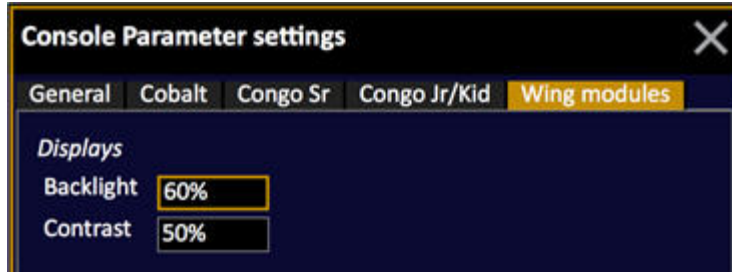 Console Parameter settings
General Cobalt Congo Sr Congo Jr/Kid Wing modules
Displays
Backlight 60%
Contrast 50%